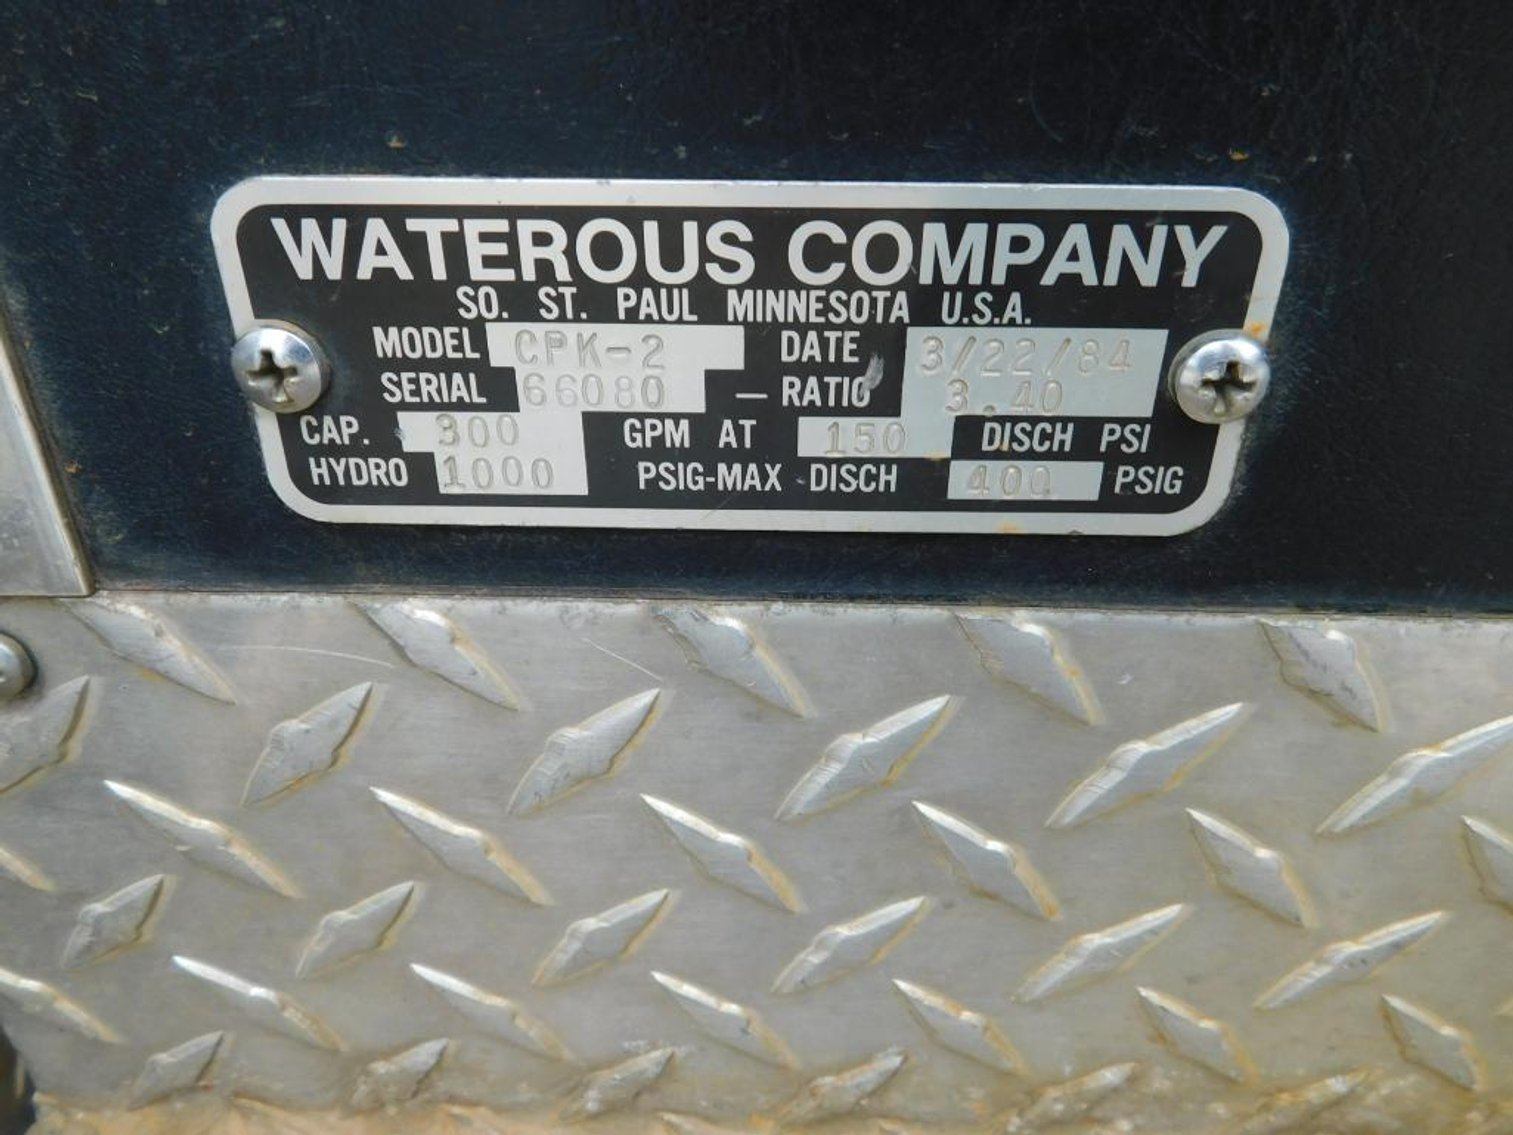 WATEROUS COMPANY
SO. ST. PAUL MINNESOTA U.S.A.
MODEL CPK-2 DATE 3/22/84
SERIAL 66080 - RATIO 3.40
CAP. 300 GPM AT 150 DISCH PSI
HYDRO 1000 PSIG-MAX DISCH 400 PSIG